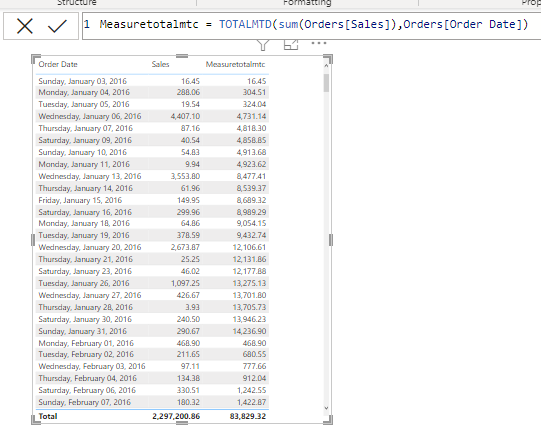 Structure Formatting Prop
1 Measuretotalmtc = TOTALMTD(sum(Orders[Sales]),Orders[Order Date])
Order Date Sales Measuretotalmtc
Sunday, January 03, 2016 16.45 16.45
Monday, January 04, 2016 288.06 304.51
Tuesday, January 05, 2016 19.54 324.04
Wednesday, January 06, 2016 4,407.10 4,731.14
Thursday, January 07, 2016 87.16 4,818.30
Saturday, January 09, 2016 40.54 4,858.85
Sunday, January 10, 2016 54.83 4,913.68
Monday, January 11, 2016 9.94 4,923.62
Wednesday, January 13, 2016 3,553.80 8,477.41
Thursday, January 14, 2016 61.96 8,539.37
Friday, January 15, 2016 149.95 8,689.32
Saturday, January 16, 2016 299.96 8,989.29
Monday, January 18, 2016 64.86 9,054.15
Tuesday, January 19, 2016 378.59 9,432.74
Wednesday, January 20, 2016 2,673.87 12,106.61
Thursday, January 21, 2016 25.25 12,131.86
Saturday, January 23, 2016 46.02 12,177.88
Tuesday, January 26, 2016 1,097.25 13,275.13
Wednesday, January 27, 2016 426.67 13,701.80
Thursday, January 28, 2016 3.93 13,705.73
Saturday, January 30, 2016 240.50 13,946.23
Sunday, January 31, 2016 290.67 14,236.90
Monday, February 01, 2016 468.90 468.90
Tuesday, February 02, 2016 211.65 680.55
Wednesday, February 03, 2016 97.11 777.66
Thursday, February 04, 2016 134.38 912.04
Saturday, February 06, 2016 330.51 1,242.55
Sunday, February 07, 2016 180.32 1,422.87
Total 2,297,200.86 83,829.32